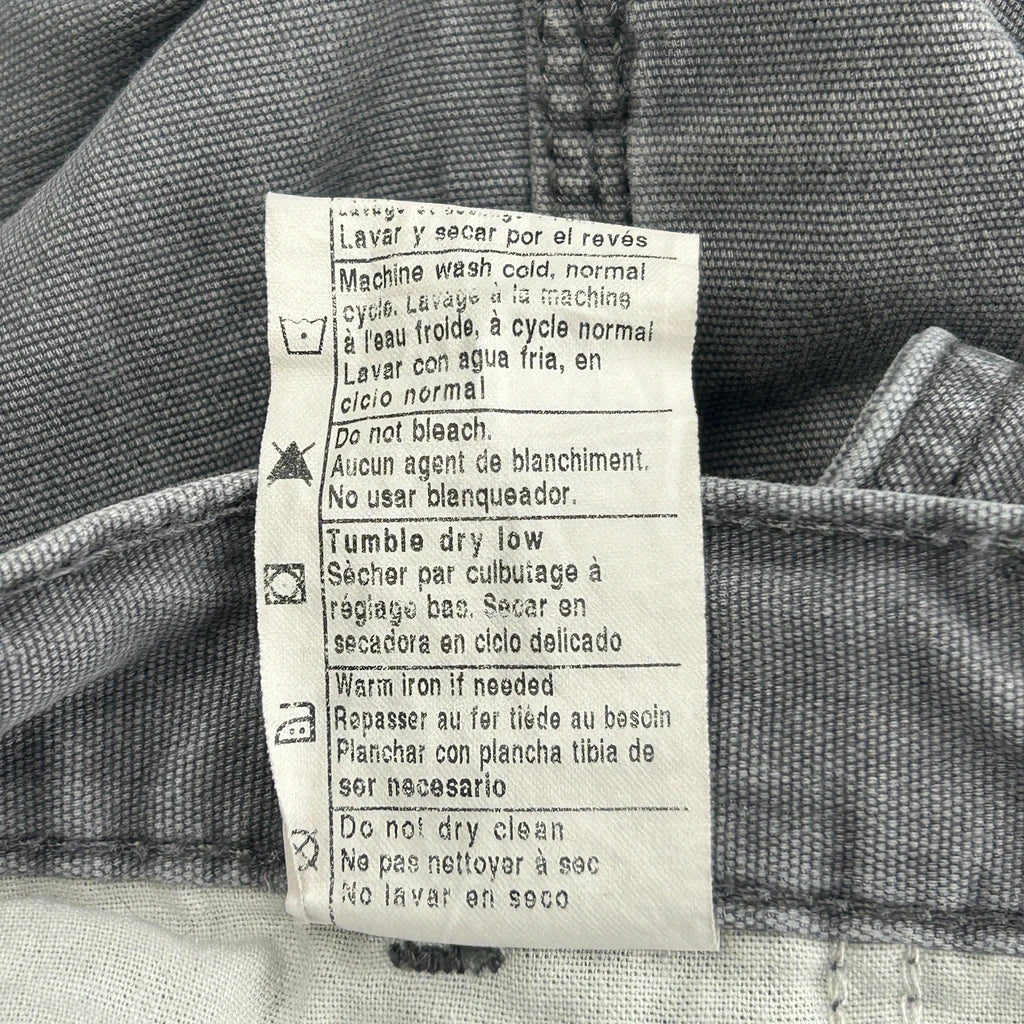 Lavage et séchage
Lavar y secar por el revés
Machine wash cold, normal
cycle. Lavage à la machine
à l'eau froide, à cycle normal
Lavar con agua fria, en
ciclo normal
Do not bleach.
Aucun agent de blanchiment.
No usar blanqueador.
Tumble dry low
Sècher par culbutage à
réglage bas. Secar en
secadora en ciclo delicado
Warm iron if needed
Repasser au fer tiède au besoin
Planchar con plancha tibia de
ser necesario
Do not dry clean
Ne pas nettoyer à sec
No lavar en seco